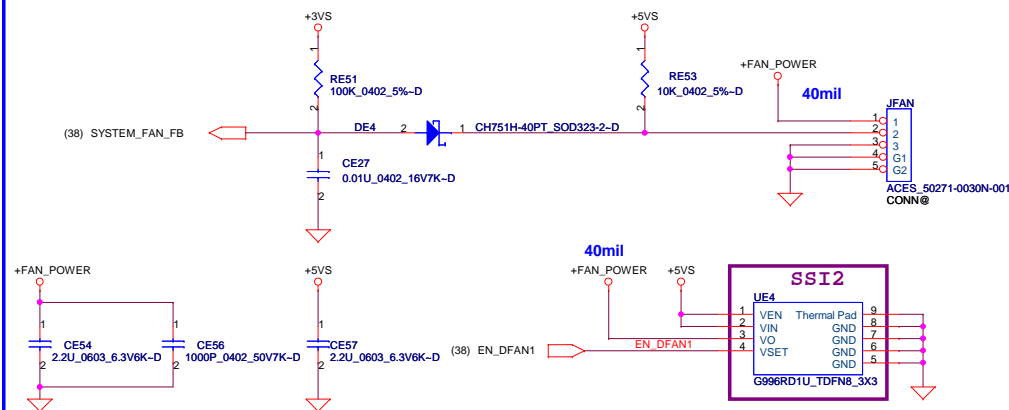 +3VS
+5VS
+FAN_POWER
1
RE51
100K_0402_5%~D
2
1
RE53
10K_0402_5%~D
2
40mil
JFAN
1 1
2 2
3 3
4 G1
5 G2
ACES_50271-0030N-001
CONN@
(38) SYSTEM_FAN_FB
DE4 2 1 CH751H-40PT_SOD323-2~D
1
CE27
0.01U_0402_16V7K~D
2
+FAN_POWER
1
CE54
2.2U_0603_6.3V6K~D
2
1
CE56
1000P_0402_50V7K~D
2
+5VS
1
CE57
2.2U_0603_6.3V6K~D
2
40mil
+FAN_POWER
+5VS
(38) EN_DFAN1
EN_DFAN1
SSI2
UE4
1 VEN Thermal Pad 9
2 VIN GND 8
3 VO GND 7
4 VSET GND 6
GND 5
G996RD1U_TDFN8_3X3